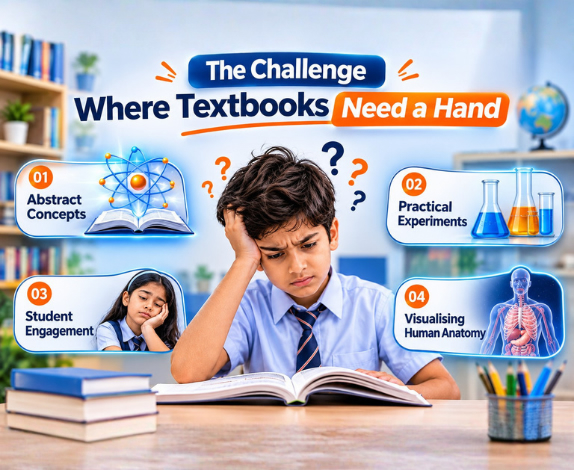 The Challenge
Where Textbooks Need a Hand
01
Abstract
Concepts
02
Practical
Experiments
03
Student
Engagement
04
Visualising
Human Anatomy
? ? ? ? ?